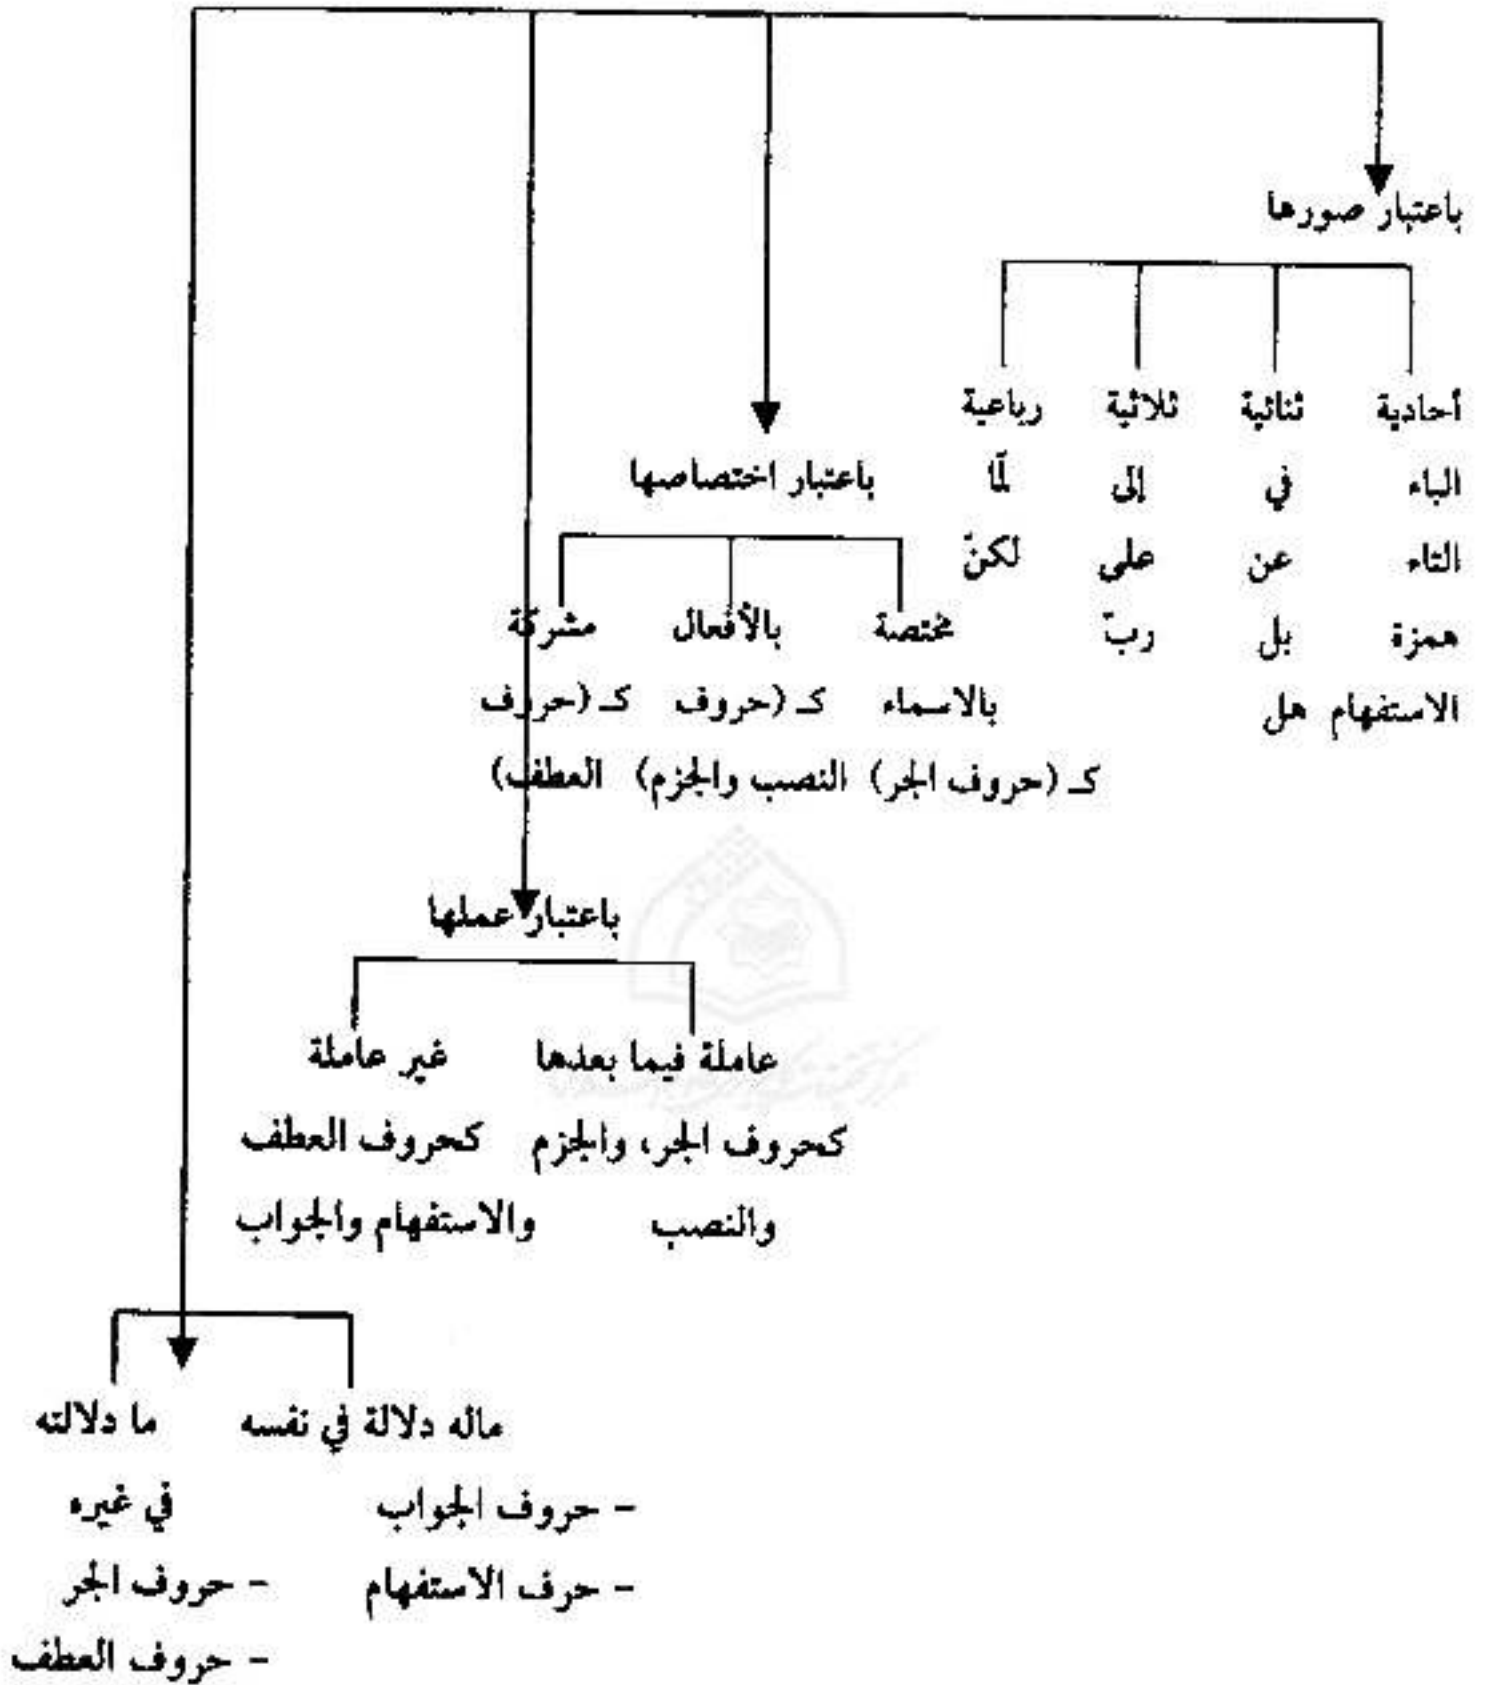 باعتبار صورها
أحادية ثنائية ثلاثية رباعية
الباء في إلى لمّا
التاء عن على لكنّ
همزة بل ربّ
الاستفهام هل
باعتبار اختصاصها
مختصة بالأفعال مشركة
بالاسماء كـ (حروف كـ (حروف
كـ (حروف الجر) النصب والجزم) العطف)
باعتبار عملها
عاملة فيما بعدها غير عاملة
كحروف الجر، والجزم كحروف العطف
والنصب والاستفهام والجواب
ماله دلالة في نفسه ما دلالته
- حروف الجواب في غيره
- حرف الاستفهام - حروف الجر
- حروف العطف